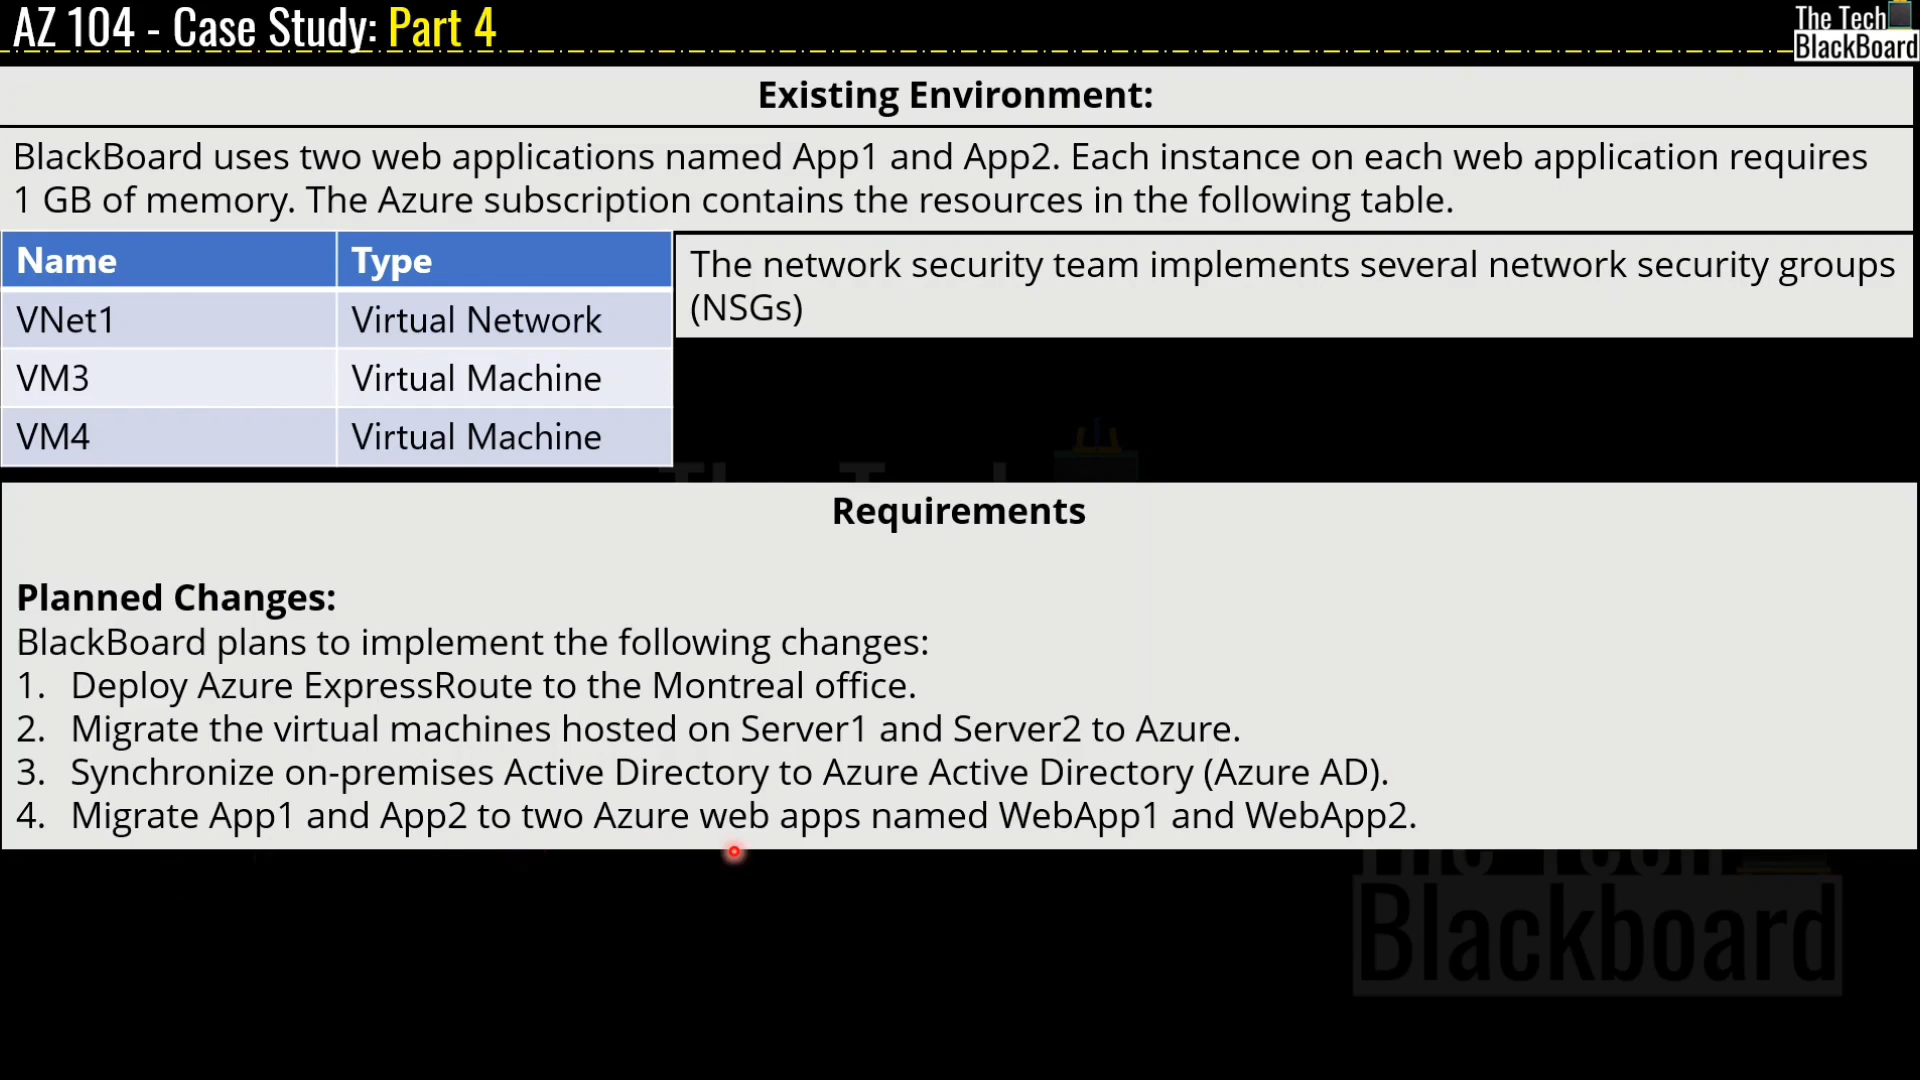 AZ 104 - Case Study: Part 4
The Tech
BlackBoard
Existing Environment:
BlackBoard uses two web applications named App1 and App2. Each instance on each web application requires
1 GB of memory. The Azure subscription contains the resources in the following table.
Name Type
VNet1 Virtual Network
VM3 Virtual Machine
VM4 Virtual Machine
The network security team implements several network security groups
(NSGs)
Requirements
Planned Changes:
BlackBoard plans to implement the following changes:
1. Deploy Azure ExpressRoute to the Montreal office.
2. Migrate the virtual machines hosted on Server1 and Server2 to Azure.
3. Synchronize on-premises Active Directory to Azure Active Directory (Azure AD).
4. Migrate App1 and App2 to two Azure web apps named WebApp1 and WebApp2.
The Tech
Blackboard